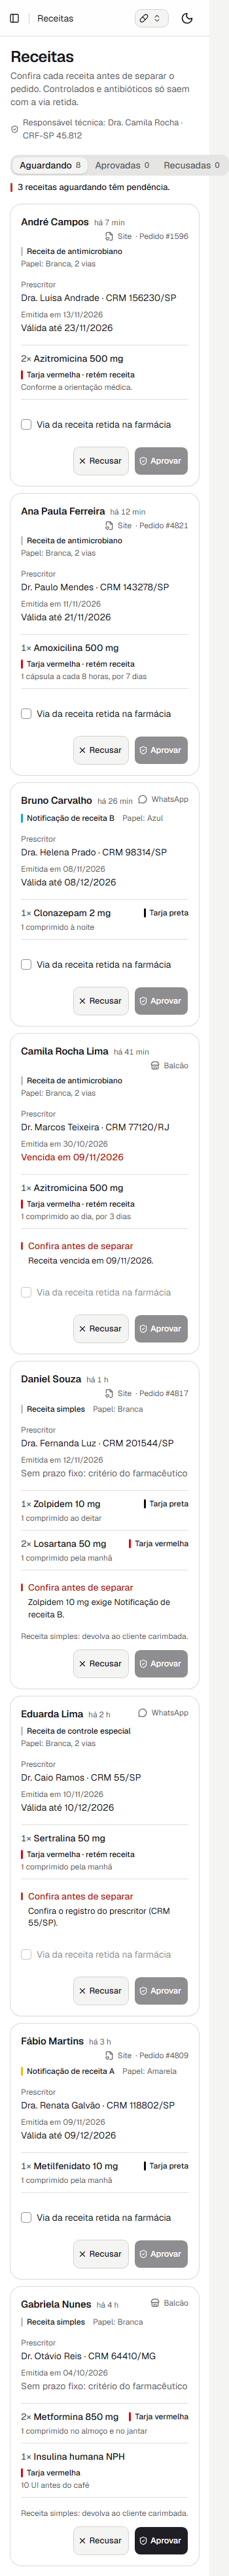 Receitas
Receitas
Confira cada receita antes de separar o
pedido. Controlados e antibióticos só saem
com a via retida.
Responsável técnico: Dra. Camila Rocha ·
CRF-SP 45.812
Aguardando 8 Aprovadas 0 Recusadas 0
3 receitas aguardando têm pendência.
André Campos há 7 min
Site · Pedido #1596
Receita de antimicrobiano
Papel: Branca, 2 vias
Prescritor
Dra. Luísa Andrade · CRM 156230/SP
Emitida em 13/11/2026
Válida até 23/11/2026
2× Azitromicina 500 mg
Tarja vermelha · retém receita
Conforme a orientação médica.
Via da receita retida na farmácia
Recusar Aprovar
Ana Paula Ferreira há 12 min
Site · Pedido #4821
Receita de antimicrobiano
Papel: Branca, 2 vias
Prescritor
Dr. Paulo Mendes · CRM 143278/SP
Emitida em 11/11/2026
Válida até 21/11/2026
1× Amoxicilina 500 mg
Tarja vermelha · retém receita
1 cápsula a cada 8 horas, por 7 dias
Via da receita retida na farmácia
Recusar Aprovar
Bruno Carvalho há 26 min WhatsApp
Notificação de receita B Papel: Azul
Prescritor
Dra. Helena Prado · CRM 98314/SP
Emitida em 08/11/2026
Válida até 08/12/2026
1× Clonazepam 2 mg Tarja preta
1 comprimido à noite
Via da receita retida na farmácia
Recusar Aprovar
Camila Rocha Lima há 41 min
Balcão
Receita de antimicrobiano
Papel: Branca, 2 vias
Prescritor
Dr. Marcos Teixeira · CRM 77120/RJ
Emitida em 30/10/2026
Vencida em 09/11/2026
1× Azitromicina 500 mg
Tarja vermelha · retém receita
1 comprimido ao dia, por 3 dias
Confira antes de separar
Receita vencida em 09/11/2026.
Via da receita retida na farmácia
Recusar Aprovar
Daniel Souza há 1 h
Site · Pedido #4817
Receita simples Papel: Branca
Prescritor
Dra. Fernanda Luz · CRM 201544/SP
Emitida em 12/11/2026
Sem prazo fixo: critério do farmacêutico
1× Zolpidem 10 mg Tarja preta
1 comprimido ao deitar
2× Losartana 50 mg Tarja vermelha
1 comprimido pela manhã
Confira antes de separar
Zolpidem 10 mg exige Notificação de
receita B.
Receita simples: devolva ao cliente carimbada.
Recusar Aprovar
Eduarda Lima há 2 h WhatsApp
Receita de controle especial
Papel: Branca, 2 vias
Prescritor
Dr. Caio Ramos · CRM 55/SP
Emitida em 10/11/2026
Válida até 10/12/2026
1× Sertralina 50 mg
Tarja vermelha · retém receita
1 comprimido pela manhã
Confira antes de separar
Confira o registro do prescritor (CRM
55/SP).
Via da receita retida na farmácia
Recusar Aprovar
Fábio Martins há 3 h
Site · Pedido #4809
Notificação de receita A Papel: Amarela
Prescritor
Dra. Renata Galvão · CRM 118802/SP
Emitida em 09/11/2026
Válida até 09/12/2026
1× Metilfenidato 10 mg Tarja preta
1 comprimido pela manhã
Via da receita retida na farmácia
Recusar Aprovar
Gabriela Nunes há 4 h Balcão
Receita simples Papel: Branca
Prescritor
Dr. Otávio Reis · CRM 64410/MG
Emitida em 04/10/2026
Sem prazo fixo: critério do farmacêutico
2× Metformina 850 mg Tarja vermelha
1 comprimido no almoço e no jantar
1× Insulina humana NPH
Tarja vermelha
10 UI antes do café
Receita simples: devolva ao cliente carimbada.
Recusar Aprovar